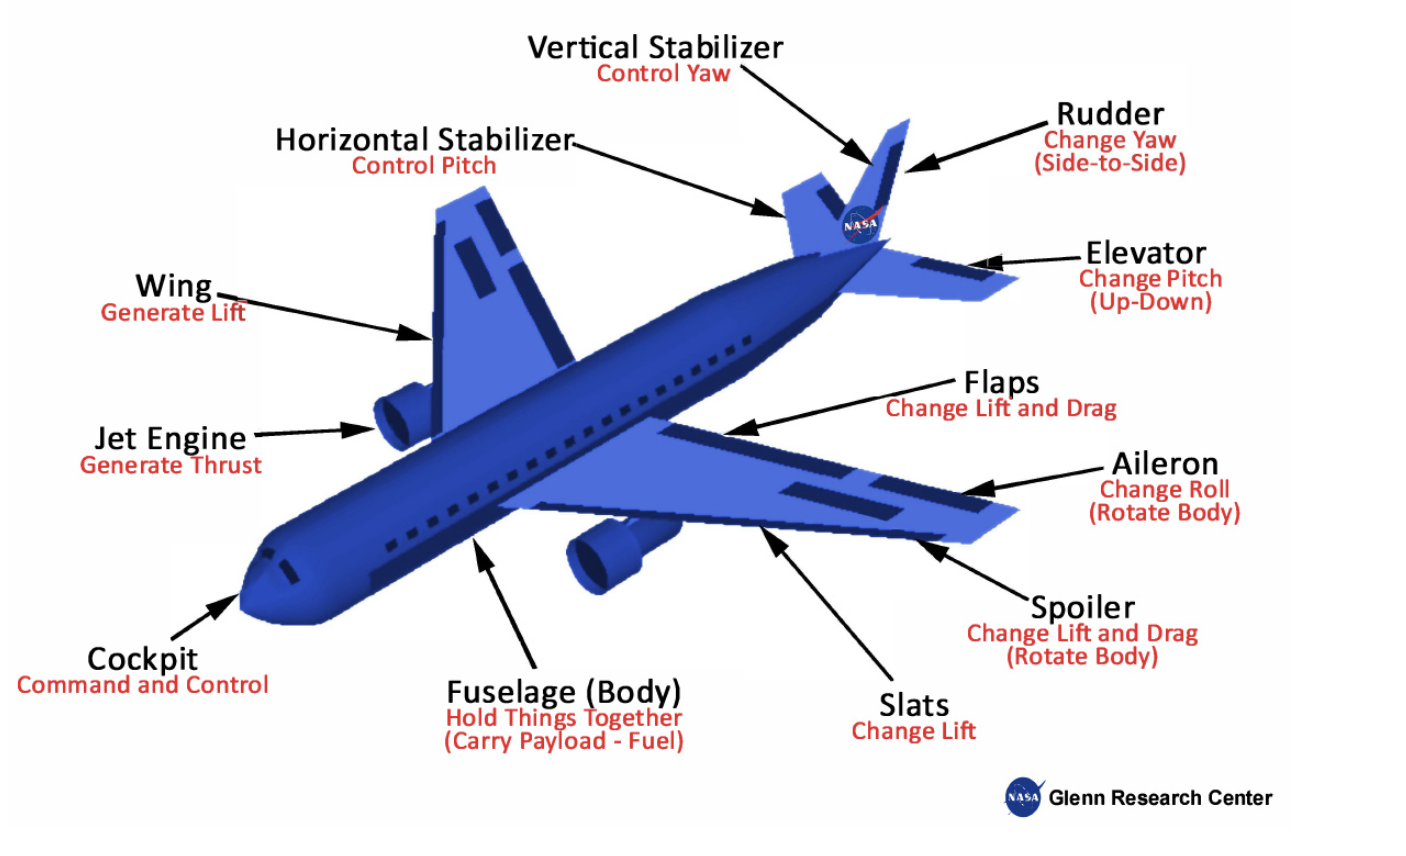 Vertical Stabilizer
Control Yaw
Rudder
Change Yaw
(Side-to-Side)
Horizontal Stabilizer
Control Pitch
NASA
Elevator
Change Pitch
(Up-Down)
Wing
Generate Lift
Flaps
Change Lift and Drag
Jet Engine
Generate Thrust
Aileron
Change Roll
(Rotate Body)
Spoiler
Change Lift and Drag
(Rotate Body)
Cockpit
Command and Control
Fuselage (Body)
Hold Things Together
(Carry Payload - Fuel)
Slats
Change Lift
NASA Glenn Research Center